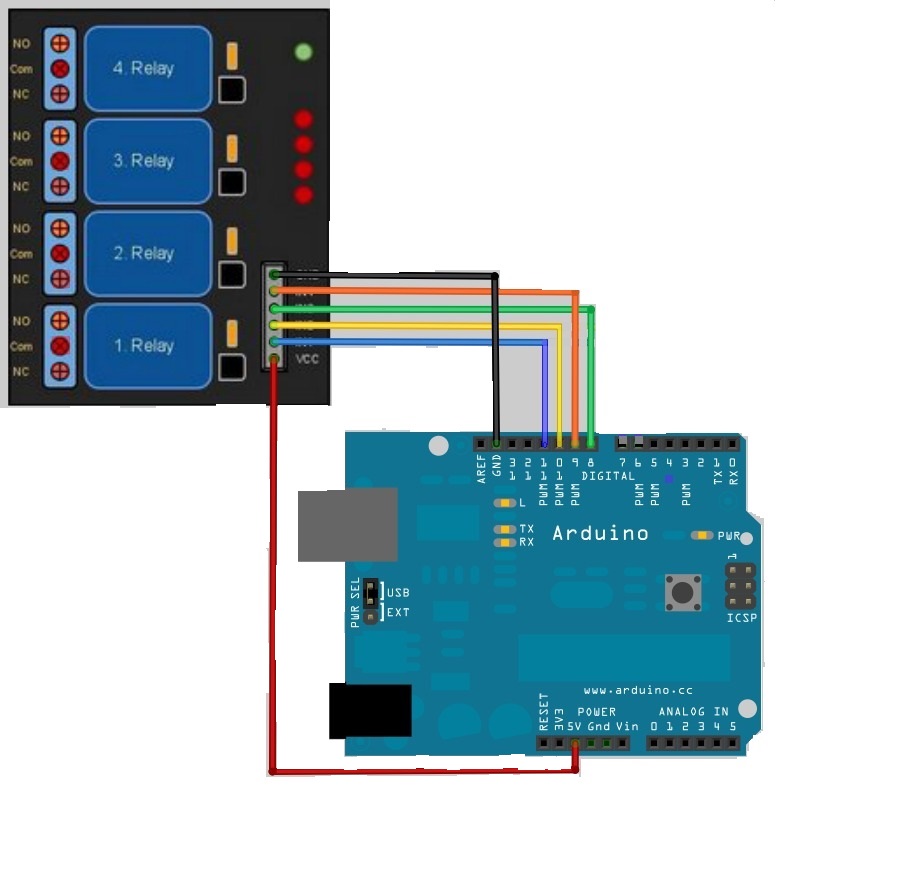 NO
Com
NC
4. Relay
NO
Com
NC
3. Relay
NO
Com
NC
2. Relay
NO
Com
NC
1. Relay
VCC
AREF
GND
13
12
PWM 11
PWM 10
PWM 9
8
DIGITAL
7
PWM 6
PWM 5
4
PWM 3
2
TX 1
RX 0
L
TX
RX
Arduino
PWR
1
ICSP
PWR SEL
USB
EXT
www.arduino.cc
POWER
ANALOG IN
RESET
3V3
5V Gnd Vin
0 1 2 3 4 5